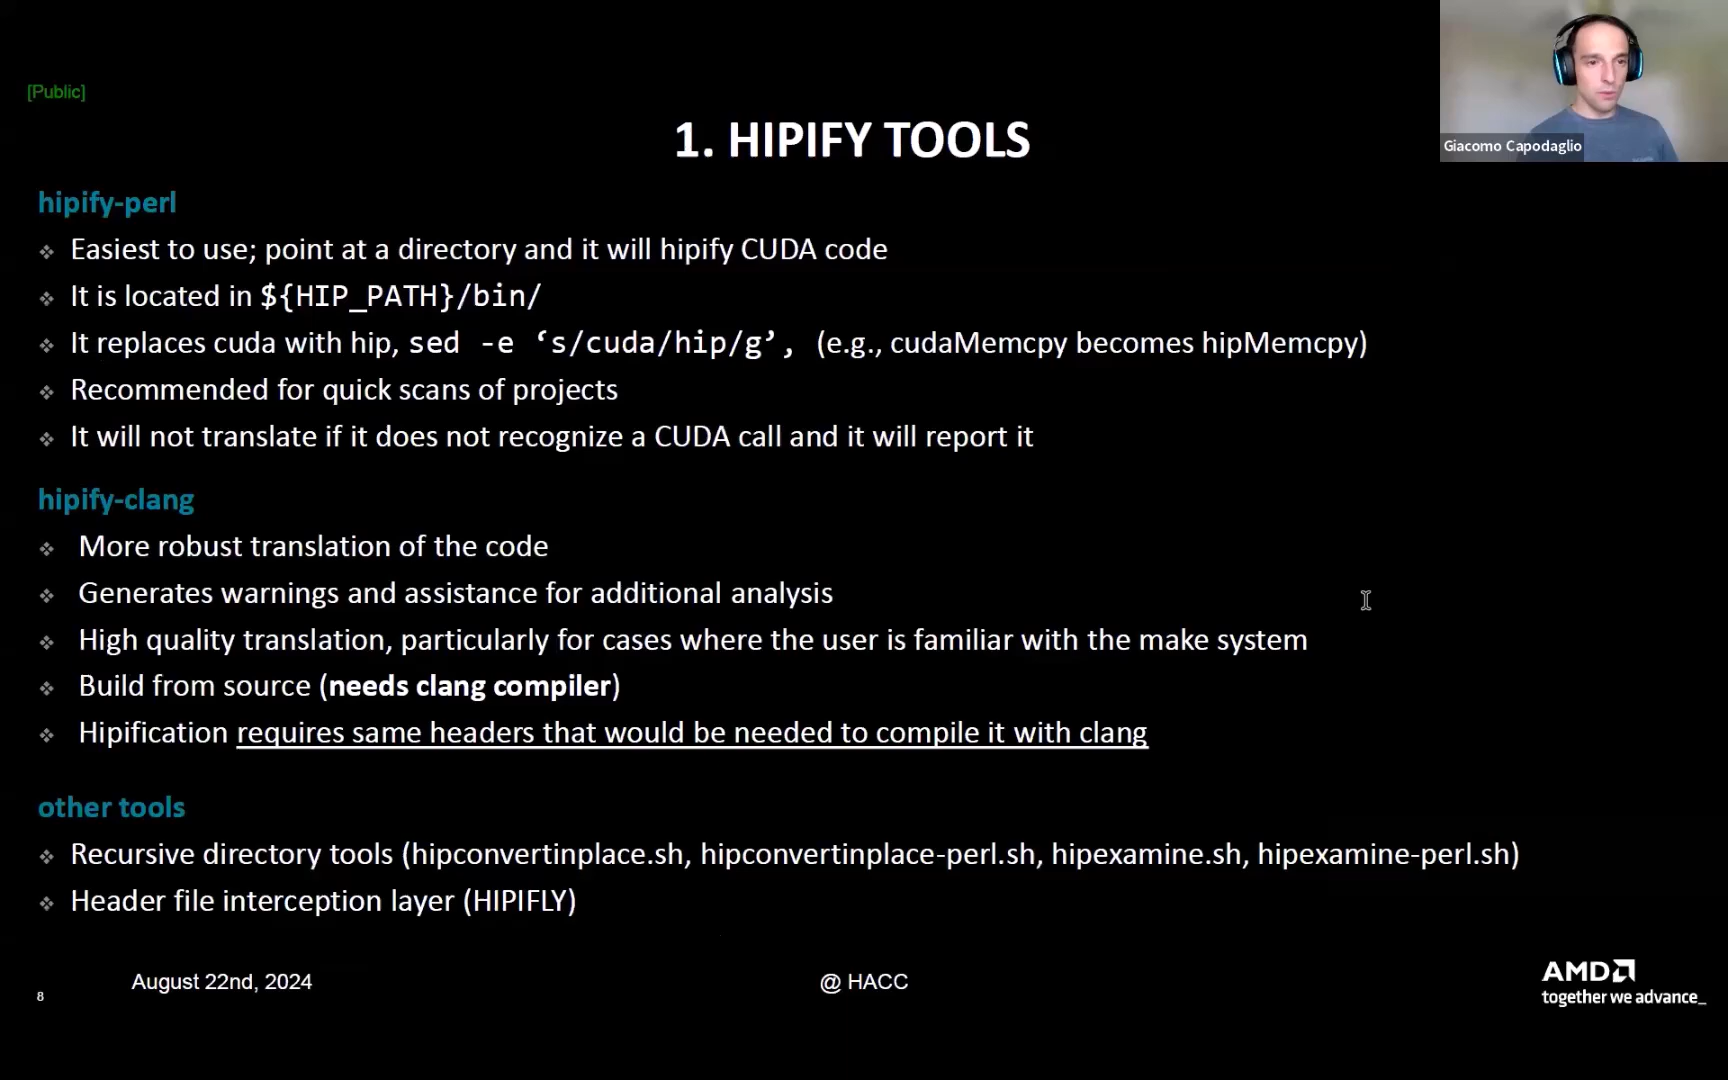 [Public]
1. HIPIFY TOOLS
Giacomo Capodaglio
hipify-perl
❖ Easiest to use; point at a directory and it will hipify CUDA code
❖ It is located in ${HIP_PATH}/bin/
❖ It replaces cuda with hip, sed -e ‘s/cuda/hip/g’, (e.g., cudaMemcpy becomes hipMemcpy)
❖ Recommended for quick scans of projects
❖ It will not translate if it does not recognize a CUDA call and it will report it
hipify-clang
❖ More robust translation of the code
❖ Generates warnings and assistance for additional analysis
❖ High quality translation, particularly for cases where the user is familiar with the make system
❖ Build from source (needs clang compiler)
❖ Hipification requires same headers that would be needed to compile it with clang
other tools
❖ Recursive directory tools (hipconvertinplace.sh, hipconvertinplace-perl.sh, hipexamine.sh, hipexamine-perl.sh)
❖ Header file interception layer (HIPIFLY)
8
August 22nd, 2024
@ HACC
AMD
together we advance_